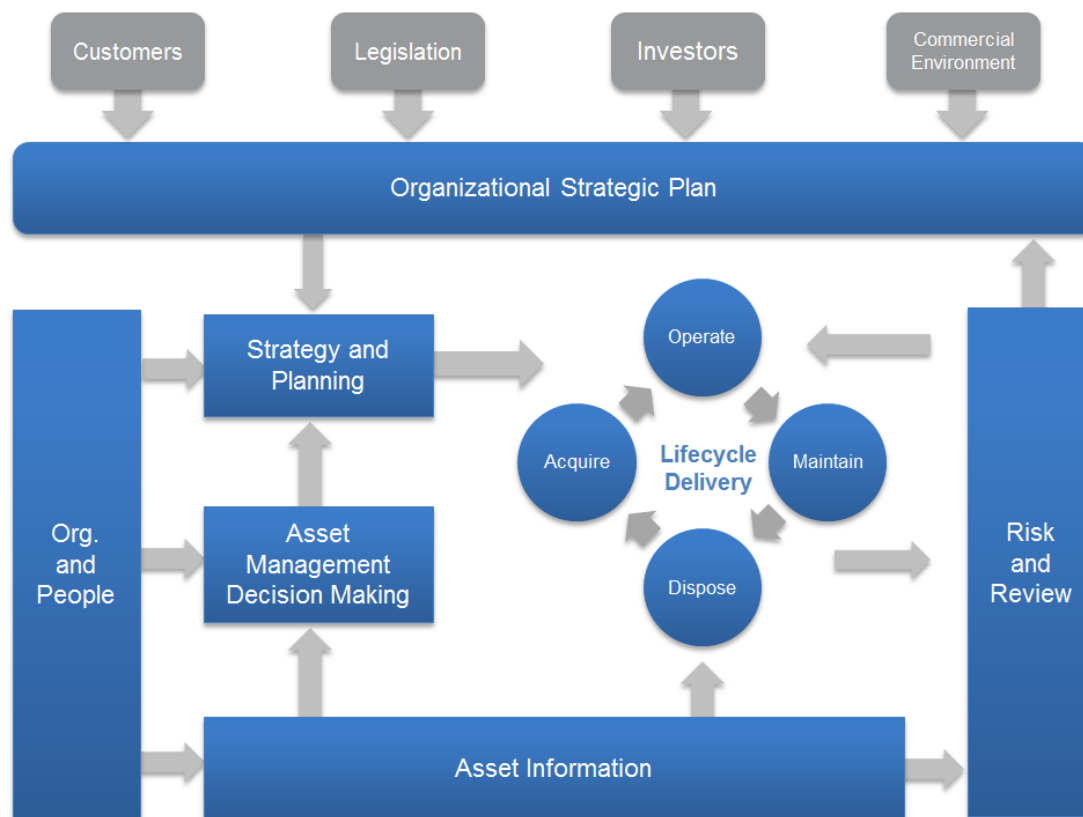 Customers
Legislation
Investors
Commercial
Environment
Organizational Strategic Plan
Org.
and
People
Strategy and
Planning
Asset
Management
Decision Making
Operate
Acquire
Lifecycle
Delivery
Maintain
Dispose
Risk
and
Review
Asset Information